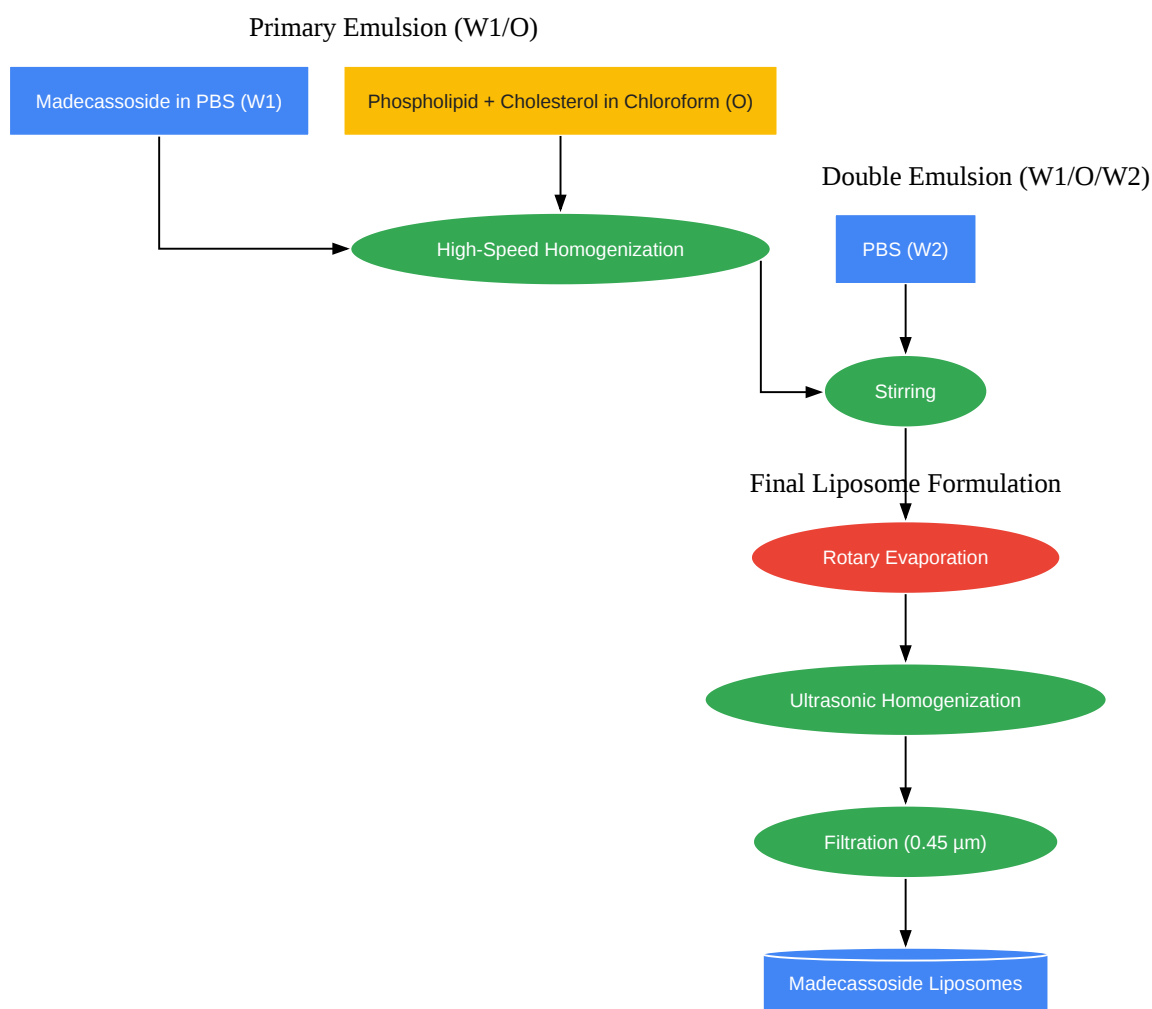 Primary Emulsion (W1/O)
Madecassoside in PBS (W1)
Phospholipid + Cholesterol in Chloroform (O)
Double Emulsion (W1/O/W2)
High-Speed Homogenization
PBS (W2)
Stirring
Final Liposome Formulation
Rotary Evaporation
Ultrasonic Homogenization
Filtration (0.45 µm)
Madecassoside Liposomes